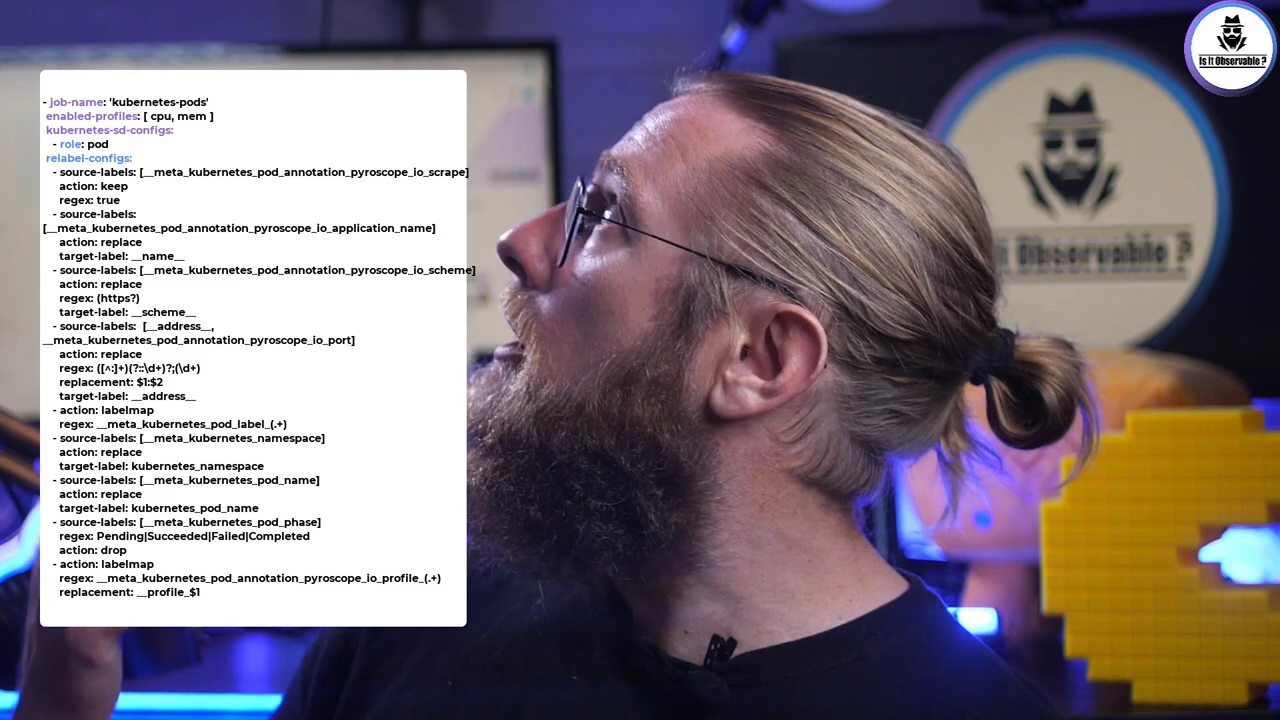 - job-name: 'kubernetes-pods'
enabled-profiles: [ cpu, mem ]
kubernetes-sd-configs:
- role: pod
relabel-configs:
- source-labels: [__meta_kubernetes_pod_annotation_pyroscope_io_scrape]
action: keep
regex: true
- source-labels:
[__meta_kubernetes_pod_annotation_pyroscope_io_application_name]
action: replace
target-label: __name__
- source-labels: [__meta_kubernetes_pod_annotation_pyroscope_io_scheme]
action: replace
regex: (https?)
target-label: __scheme__
- source-labels:  [__address__,
__meta_kubernetes_pod_annotation_pyroscope_io_port]
action: replace
regex: ([^:]+)(?::\d+)?;(\d+)
replacement: $1:$2
target-label: __address__
- action: labelmap
regex: __meta_kubernetes_pod_label_(.+)
- source-labels: [__meta_kubernetes_namespace]
action: replace
target-label: kubernetes_namespace
- source-labels: [__meta_kubernetes_pod_name]
action: replace
target-label: kubernetes_pod_name
- source-labels: [__meta_kubernetes_pod_phase]
regex: Pending|Succeeded|Failed|Completed
action: drop
- action: labelmap
regex: __meta_kubernetes_pod_annotation_pyroscope_io_profile_(.+)
replacement: __profile_$1
Is It Observable ?
t Observable ?